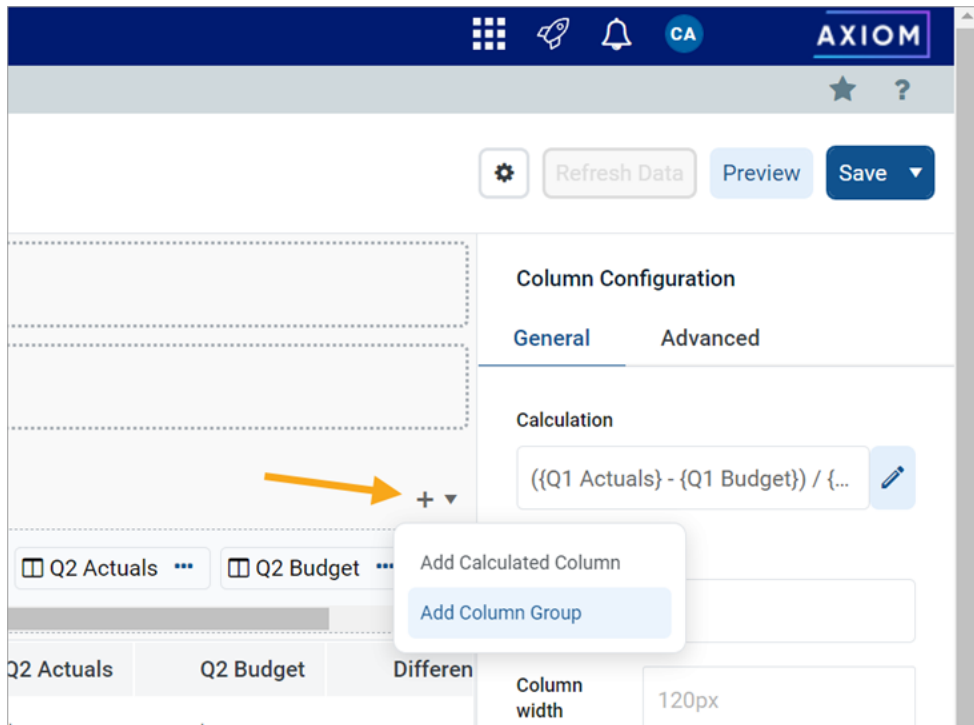 CA
AXIOM
?
Refresh Data
Preview
Save
Column Configuration
General
Advanced
Calculation
({Q1 Actuals} - {Q1 Budget}) / {...
Add Calculated Column
Add Column Group
Q2 Actuals
Q2 Budget
Q2 Actuals
Q2 Budget
Differen
Column
width
120px